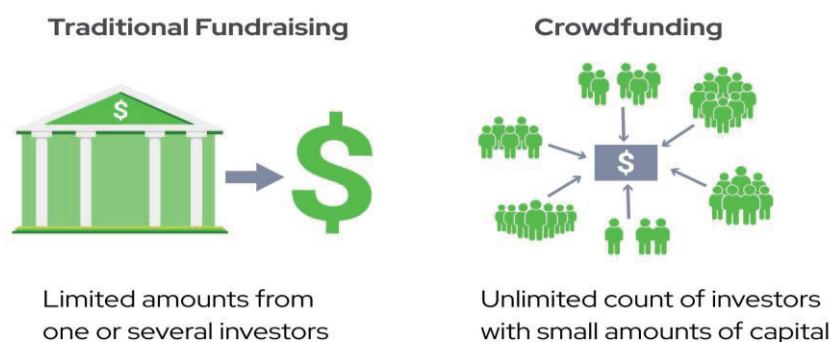 Traditional Fundraising
Crowdfunding
$
$
$
Limited amounts from
one or several investors
Unlimited count of investors
with small amounts of capital